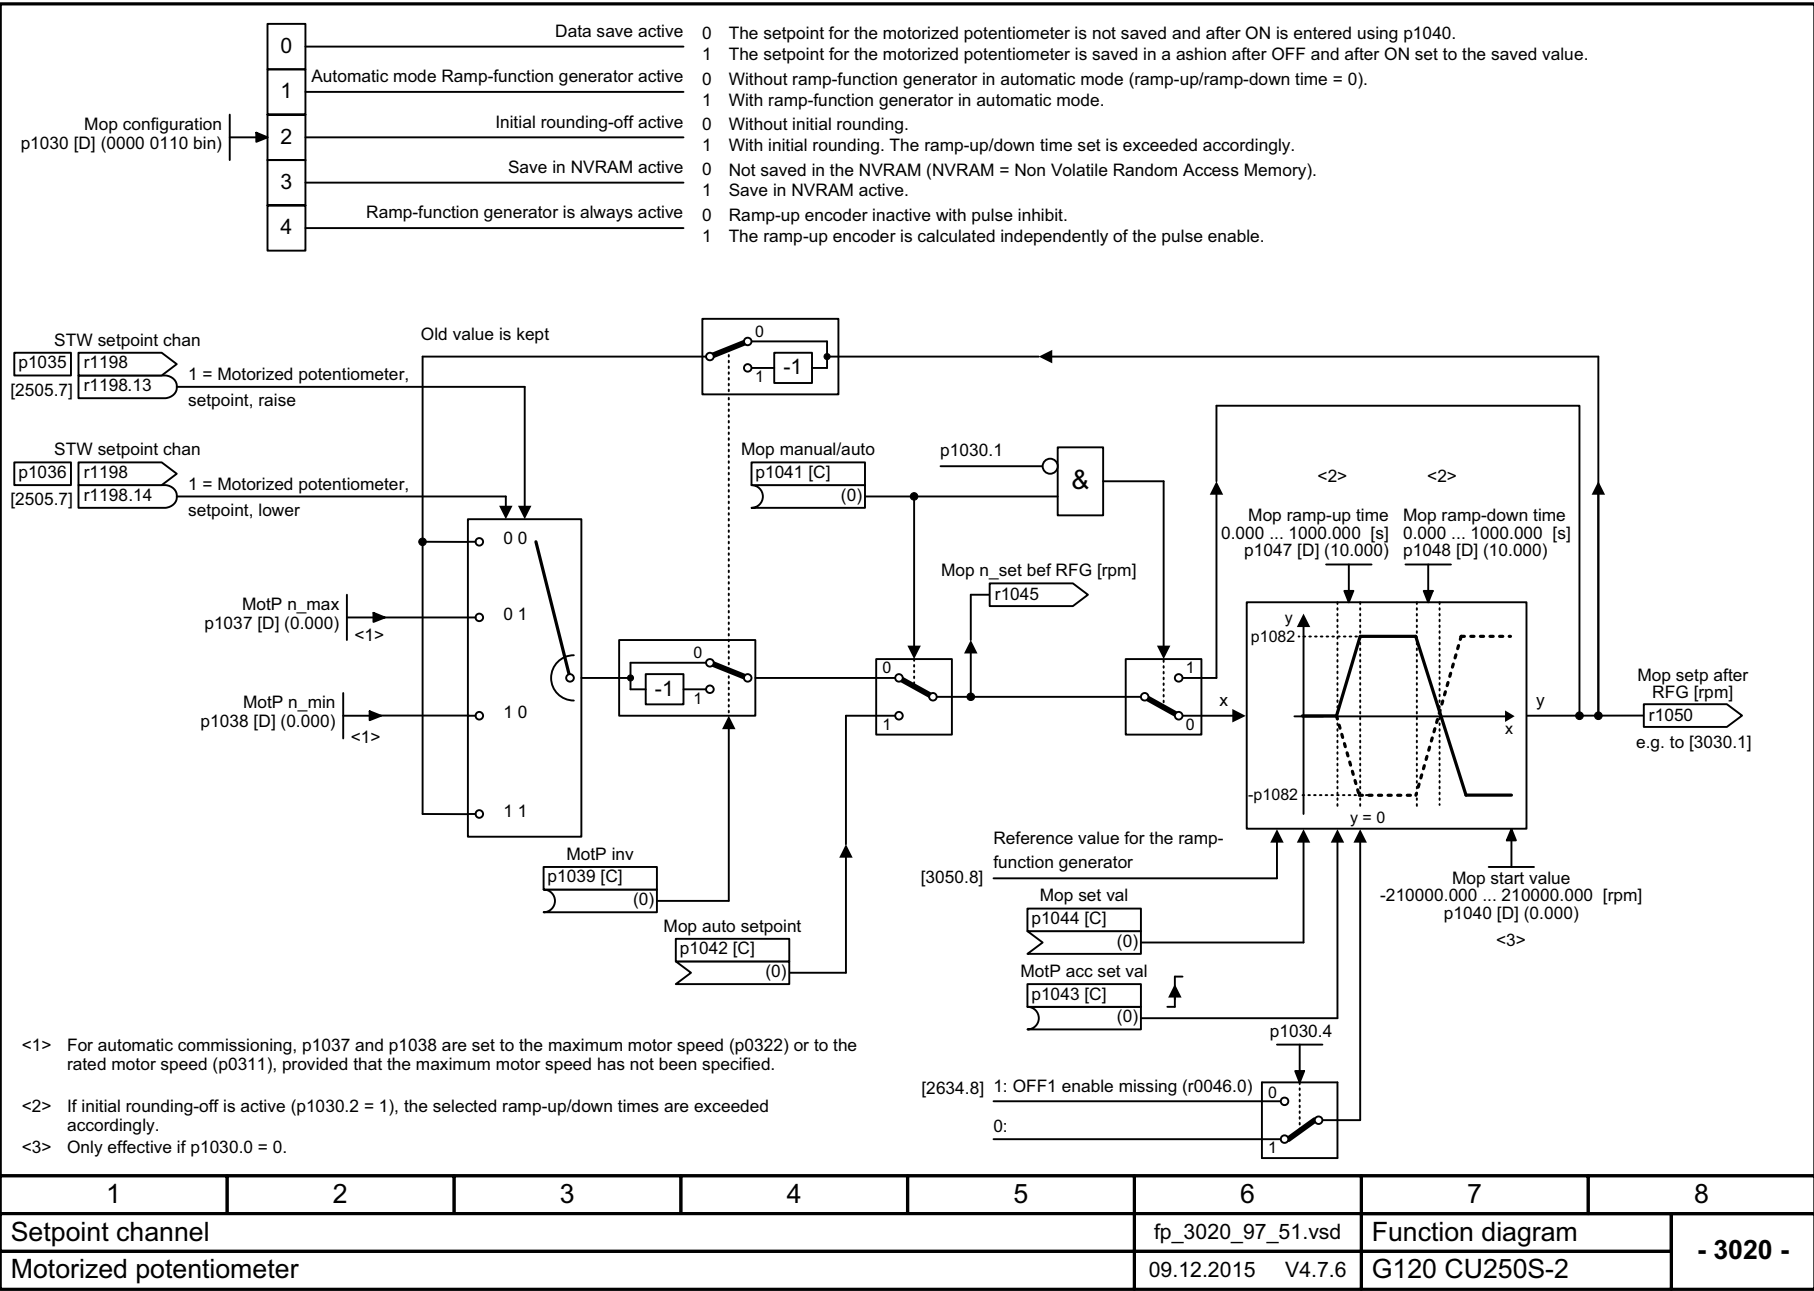 0
Data save active
0 The setpoint for the motorized potentiometer is not saved and after ON is entered using p1040.
1 The setpoint for the motorized potentiometer is saved in a ashion after OFF and after ON set to the saved value.
1
Automatic mode Ramp-function generator active
0 Without ramp-function generator in automatic mode (ramp-up/ramp-down time = 0).
1 With ramp-function generator in automatic mode.
Mop configuration
p1030 [D] (0000 0110 bin)
2
Initial rounding-off active
0 Without initial rounding.
1 With initial rounding. The ramp-up/down time set is exceeded accordingly.
3
Save in NVRAM active
0 Not saved in the NVRAM (NVRAM = Non Volatile Random Access Memory).
1 Save in NVRAM active.
4
Ramp-function generator is always active
0 Ramp-up encoder inactive with pulse inhibit.
1 The ramp-up encoder is calculated independently of the pulse enable.
STW setpoint chan
p1035
r1198
[2505.7]
r1198.13
1 = Motorized potentiometer,
setpoint, raise
Old value is kept
0
1
-1
STW setpoint chan
p1036
r1198
[2505.7]
r1198.14
1 = Motorized potentiometer,
setpoint, lower
0 0
0 1
1 0
1 1
MotP n_max
p1037 [D] (0.000)
<1>
MotP n_min
p1038 [D] (0.000)
<1>
0
-1
1
MotP inv
p1039 [C]
(0)
Mop manual/auto
p1041 [C]
(0)
p1030.1
&
Mop n_set bef RFG [rpm]
r1045
0
1
Mop auto setpoint
p1042 [C]
(0)
1
0
x
<2>
<2>
Mop ramp-up time
0.000 ... 1000.000 [s]
p1047 [D] (10.000)
Mop ramp-down time
0.000 ... 1000.000 [s]
p1048 [D] (10.000)
y
p1082
x
-p1082
y = 0
y
Mop setp after
RFG [rpm]
r1050
e.g. to [3030.1]
Reference value for the ramp-
function generator
[3050.8]
Mop set val
p1044 [C]
(0)
MotP acc set val
p1043 [C]
(0)
Mop start value
-210000.000 ... 210000.000 [rpm]
p1040 [D] (0.000)
<3>
p1030.4
[2634.8] 1: OFF1 enable missing (r0046.0)
0
0:
1
<1> For automatic commissioning, p1037 and p1038 are set to the maximum motor speed (p0322) or to the
rated motor speed (p0311), provided that the maximum motor speed has not been specified.
<2> If initial rounding-off is active (p1030.2 = 1), the selected ramp-up/down times are exceeded
accordingly.
<3> Only effective if p1030.0 = 0.
1 2 3 4 5 6 7 8
Setpoint channel
fp_3020_97_51.vsd
Function diagram
- 3020 -
Motorized potentiometer
09.12.2015 V4.7.6
G120 CU250S-2